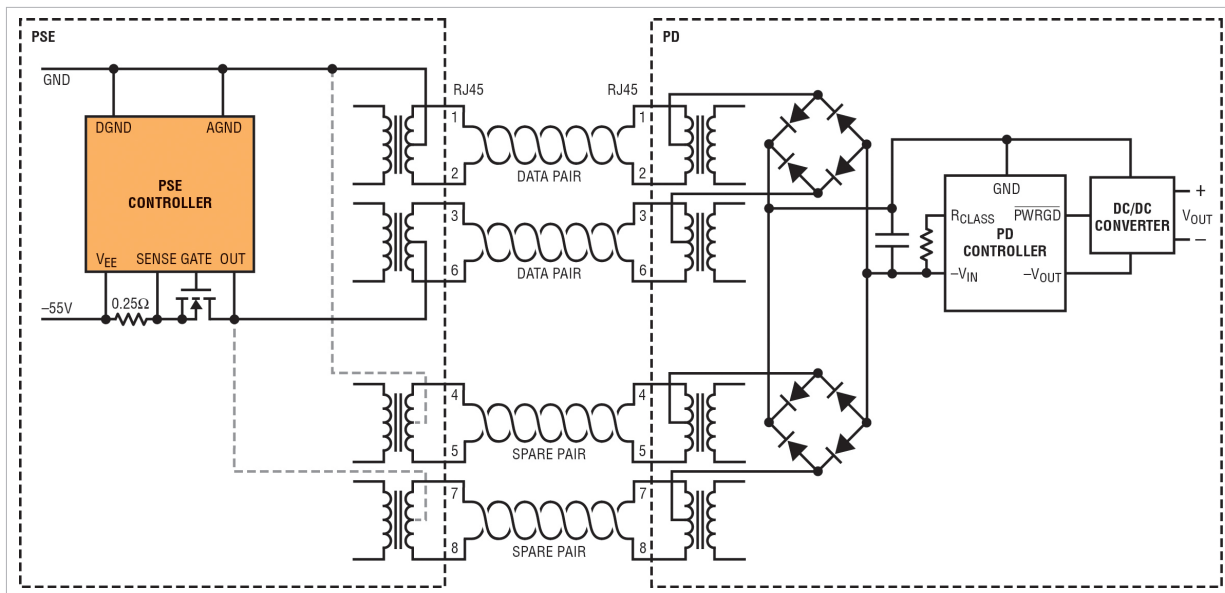 PSE
PD
GND
RJ45
RJ45
DGND
AGND
PSE
CONTROLLER
VEE
SENSE
GATE
OUT
–55V
0.25Ω
1
2
DATA PAIR
1
2
3
6
DATA PAIR
3
6
4
5
SPARE PAIR
4
5
7
8
SPARE PAIR
7
8
GND
RCLASS
PWRGD
PD
CONTROLLER
–VIN
–VOUT
DC/DC
CONVERTER
+
VOUT
–